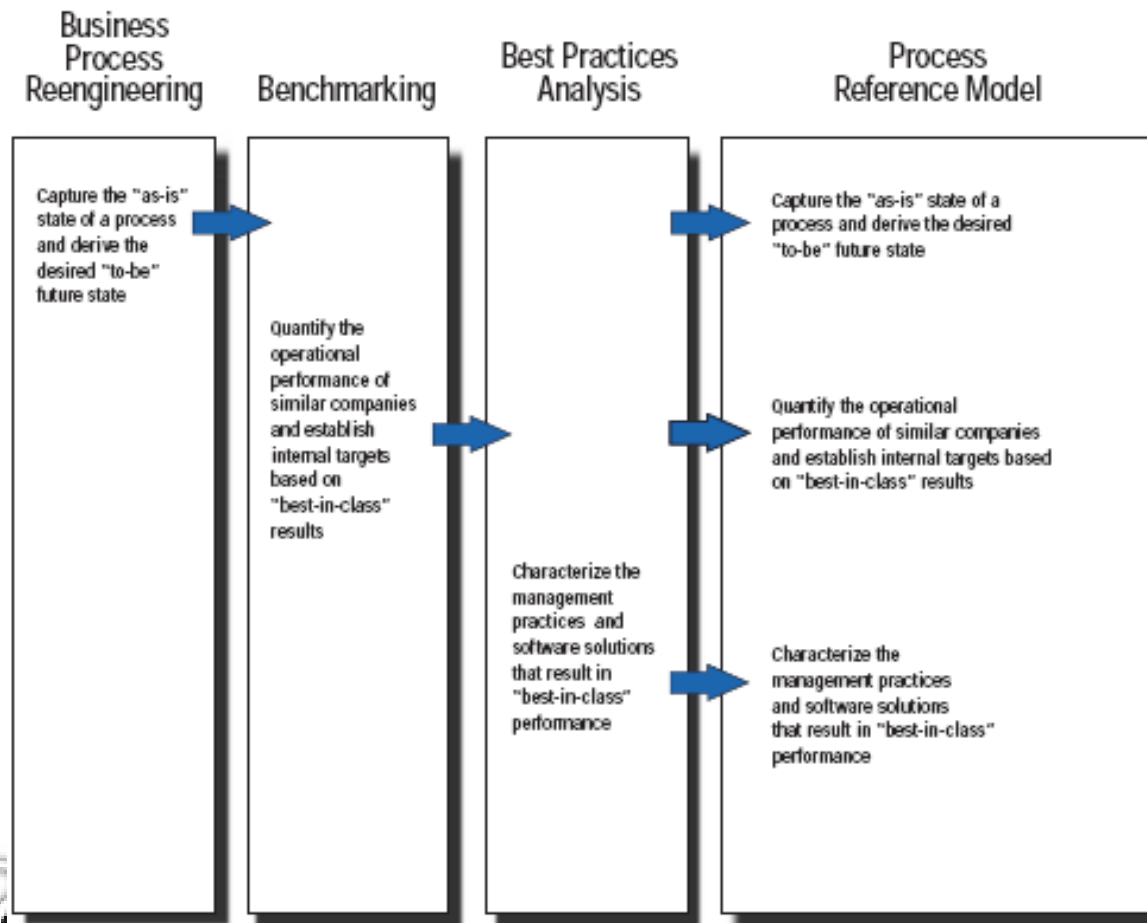 Business
Process
Reengineering
Benchmarking
Best Practices
Analysis
Process
Reference Model
Capture the "as-is"
state of a process
and derive the
desired "to-be"
future state
Quantify the
operational
performance of
similar companies
and establish
internal targets
based on
"best-in-class"
results
Characterize the
management
practices and
software solutions
that result in
"best-in-class"
performance
Capture the "as-is" state of a
process and derive the desired
"to-be" future state
Quantify the operational
performance of similar companies
and establish internal targets based
on "best-in-class" results
Characterize the
management practices
and software solutions
that result in "best-in-class"
performance